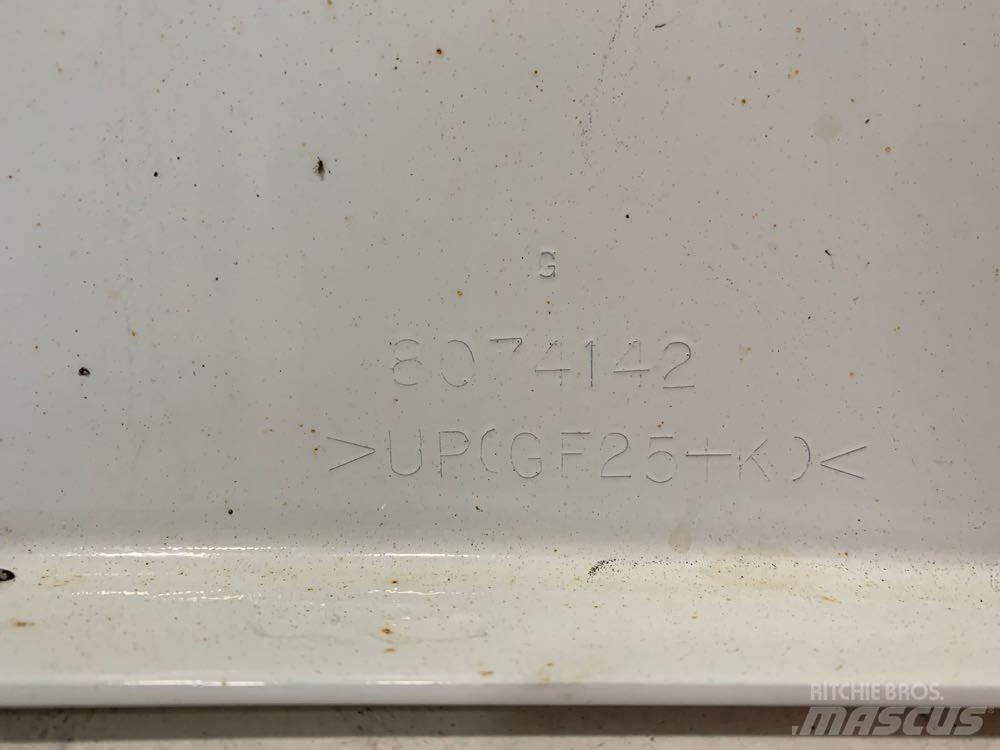 G
8074142
>UP(GF25+K)<
RITCHIE BROS.
MASCUS